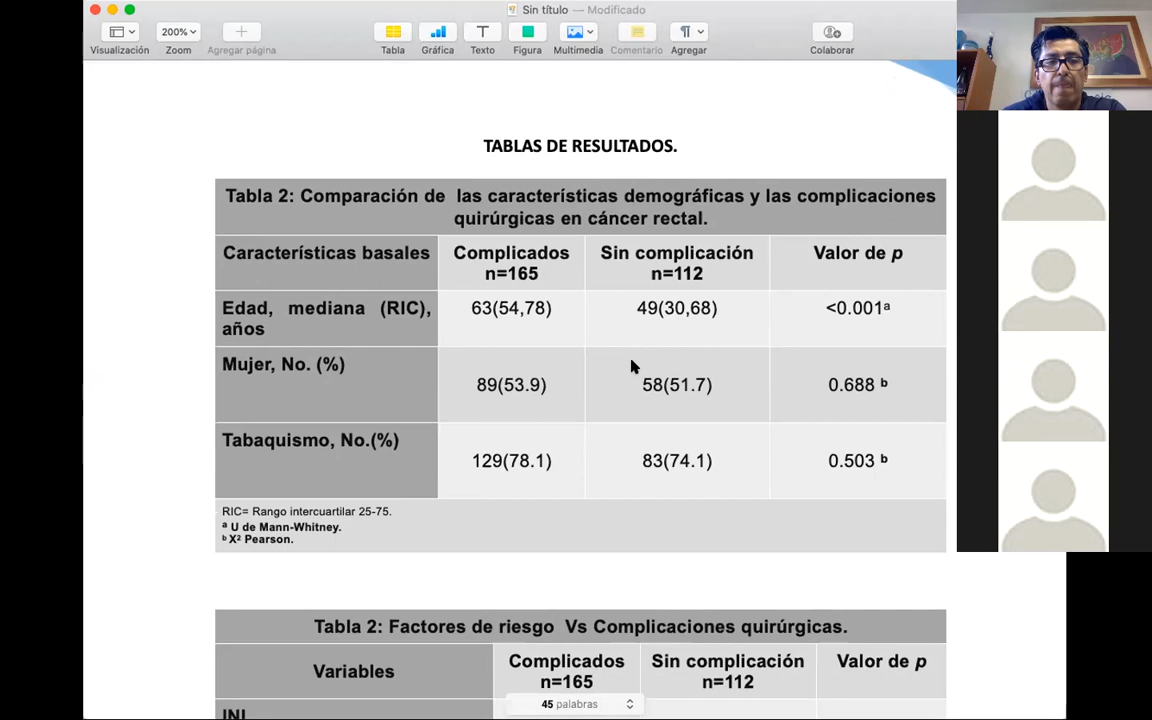 Sin título — Modificado
200%
Visualización Zoom Agregar página Tabla Gráfica Texto Figura Multimedia Comentario Agregar Colaborar
TABLAS DE RESULTADOS.
Tabla 2: Comparación de las características demográficas y las complicaciones
quirúrgicas en cáncer rectal.
Características basales Complicados n=165 Sin complicación n=112 Valor de p
Edad, mediana (RIC), años 63(54,78) 49(30,68) <0.001ᵃ
Mujer, No. (%) 89(53.9) 58(51.7) 0.688 ᵇ
Tabaquismo, No.(%) 129(78.1) 83(74.1) 0.503 ᵇ
RIC= Rango intercuartilar 25-75.
ᵃ U de Mann-Whitney.
ᵇ X² Pearson.
Tabla 2: Factores de riesgo Vs Complicaciones quirúrgicas.
Variables Complicados n=165 Sin complicación n=112 Valor de p
45 palabras